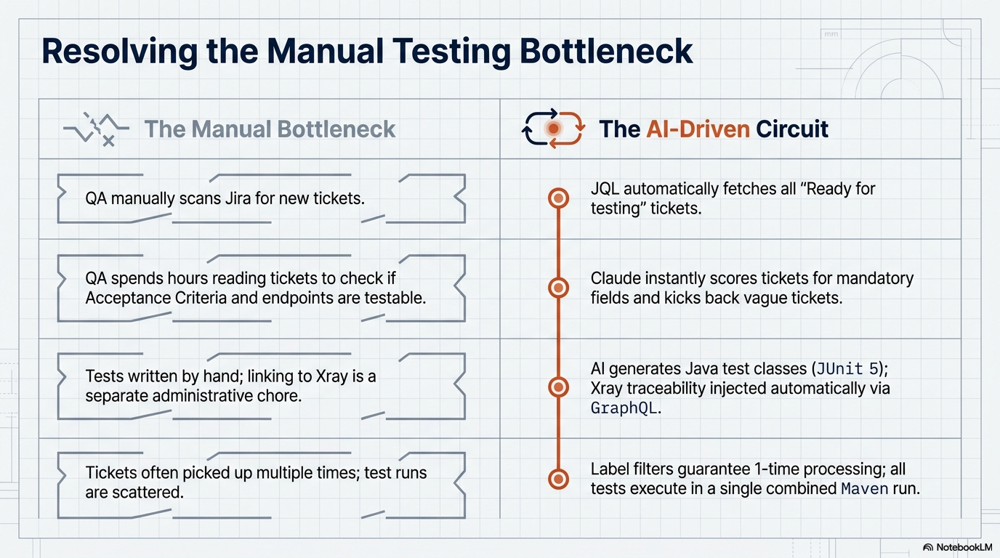 mm
Resolving the Manual Testing Bottleneck
The Manual Bottleneck
The AI-Driven Circuit
QA manually scans Jira for new tickets.
JQL automatically fetches all “Ready for
testing” tickets.
QA spends hours reading tickets to check if
Acceptance Criteria and endpoints are testable.
Claude instantly scores tickets for mandatory
fields and kicks back vague tickets.
Tests written by hand; linking to Xray is a
separate administrative chore.
AI generates Java test classes (JUnit 5);
Xray traceability injected automatically via
GraphQL.
Tickets often picked up multiple times; test runs
are scattered.
Label filters guarantee 1-time processing; all
tests execute in a single combined Maven run.
NotebookLM